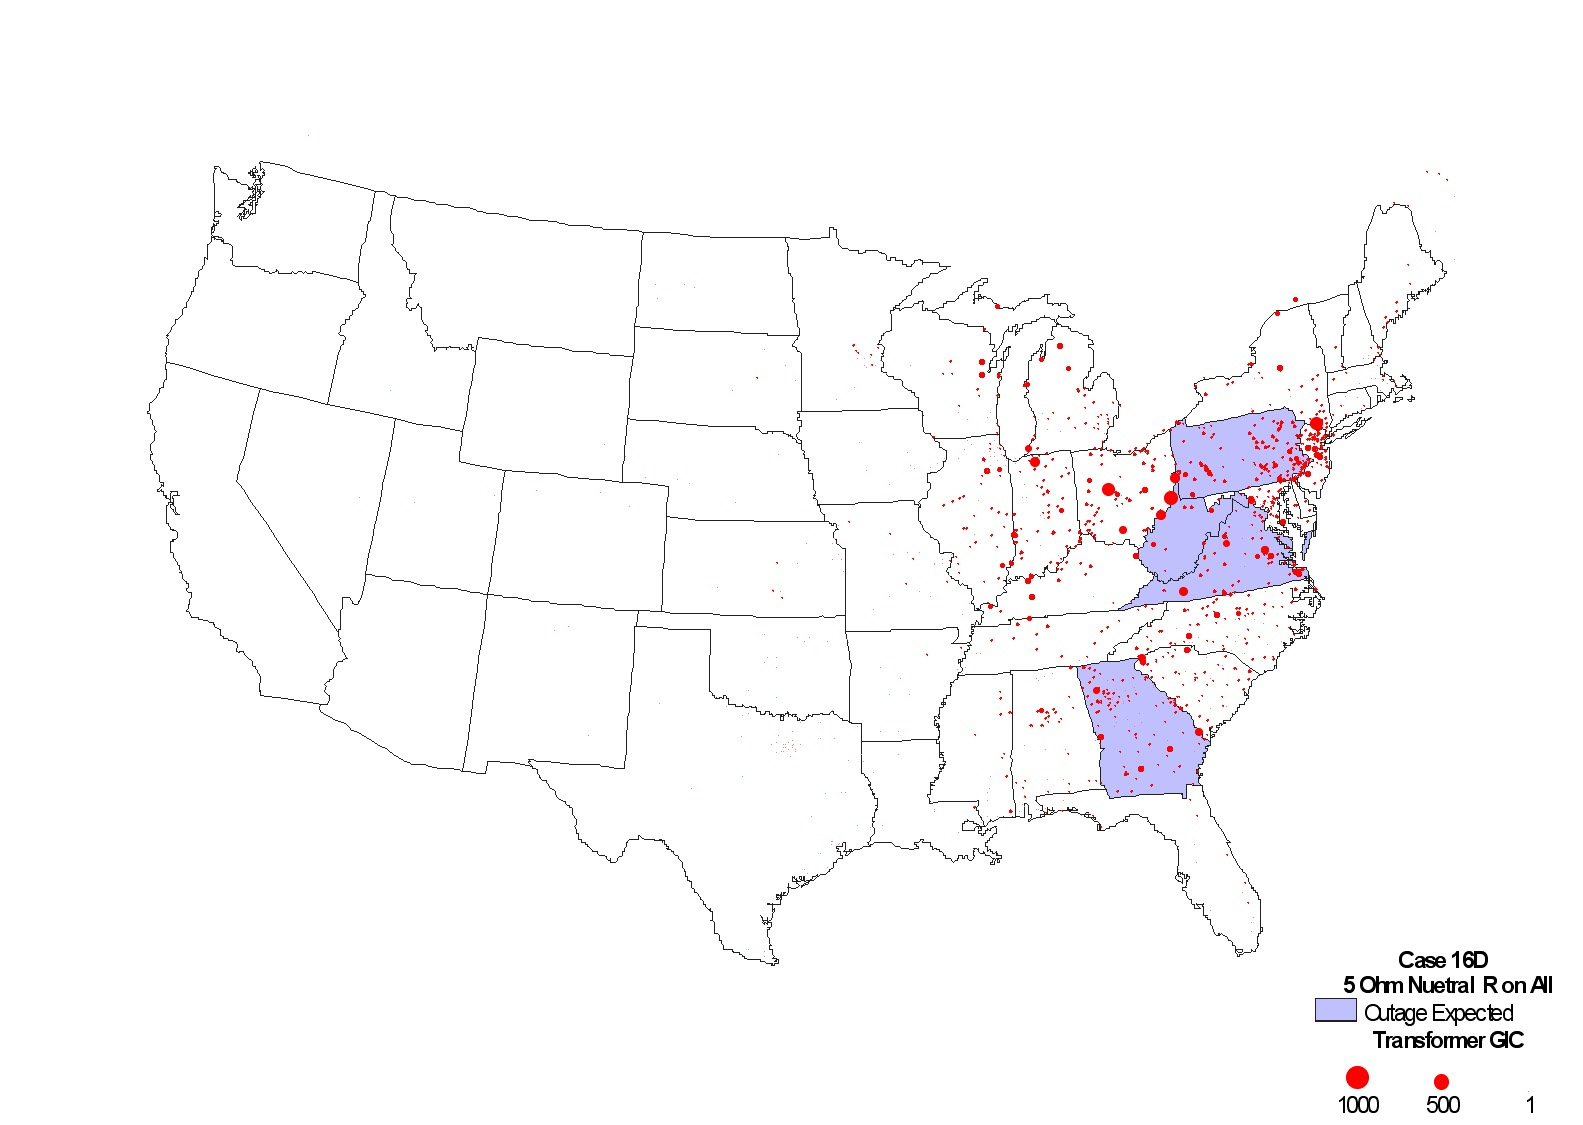 Case 16D
5 Ohm Nuetral R on All
Outage Expected
Transformer GIC
1000 500 1